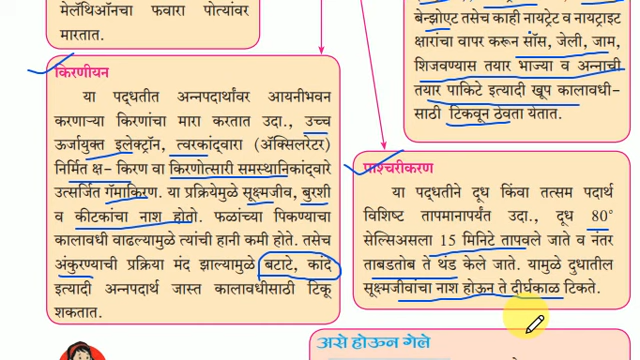 मेलॅथिऑनचा फवारा पोत्यांवर
मारतात.
किरणीयन
या पद्धतीत अन्नपदार्थांवर आयनीभवन
करणाऱ्या किरणांचा मारा करतात उदा., उच्च
ऊर्जायुक्त इलेक्ट्रॉन, त्वरकांद्वारा (ॲक्सिलरेटर)
निर्मित क्ष- किरण वा किरणोत्सारी समस्थानिकांद्वारे
उत्सर्जित गॅमाकिरण. या प्रक्रियेमुळे सूक्ष्मजीव, बुरशी
व कीटकांचा नाश होतो. फळांच्या पिकण्याचा
कालावधी वाढल्यामुळे त्यांची हानी कमी होते. तसेच
अंकुरण्याची प्रक्रिया मंद झाल्यामुळे बटाटे, कांदे
इत्यादी अन्नपदार्थ जास्त कालावधीसाठी टिकू
शकतात.
बेन्झोएट तसेच काही नायट्रेट व नायट्राइट
क्षारांचा वापर करून सॉस, जेली, जाम,
शिजवण्यास तयार भाज्या व अन्नाची
तयार पाकिटे इत्यादी खूप कालावधी-
साठी टिकवून ठेवता येतात.
पाश्चरीकरण
या पद्धतीने दूध किंवा तत्सम पदार्थ
विशिष्ट तापमानापर्यंत उदा., दूध 80°
सेल्सिअसला 15 मिनिटे तापवले जाते व नंतर
ताबडतोब ते थंड केले जाते. यामुळे दुधातील
सूक्ष्मजीवांचा नाश होऊन ते दीर्घकाळ टिकते.
असे होऊन गेले